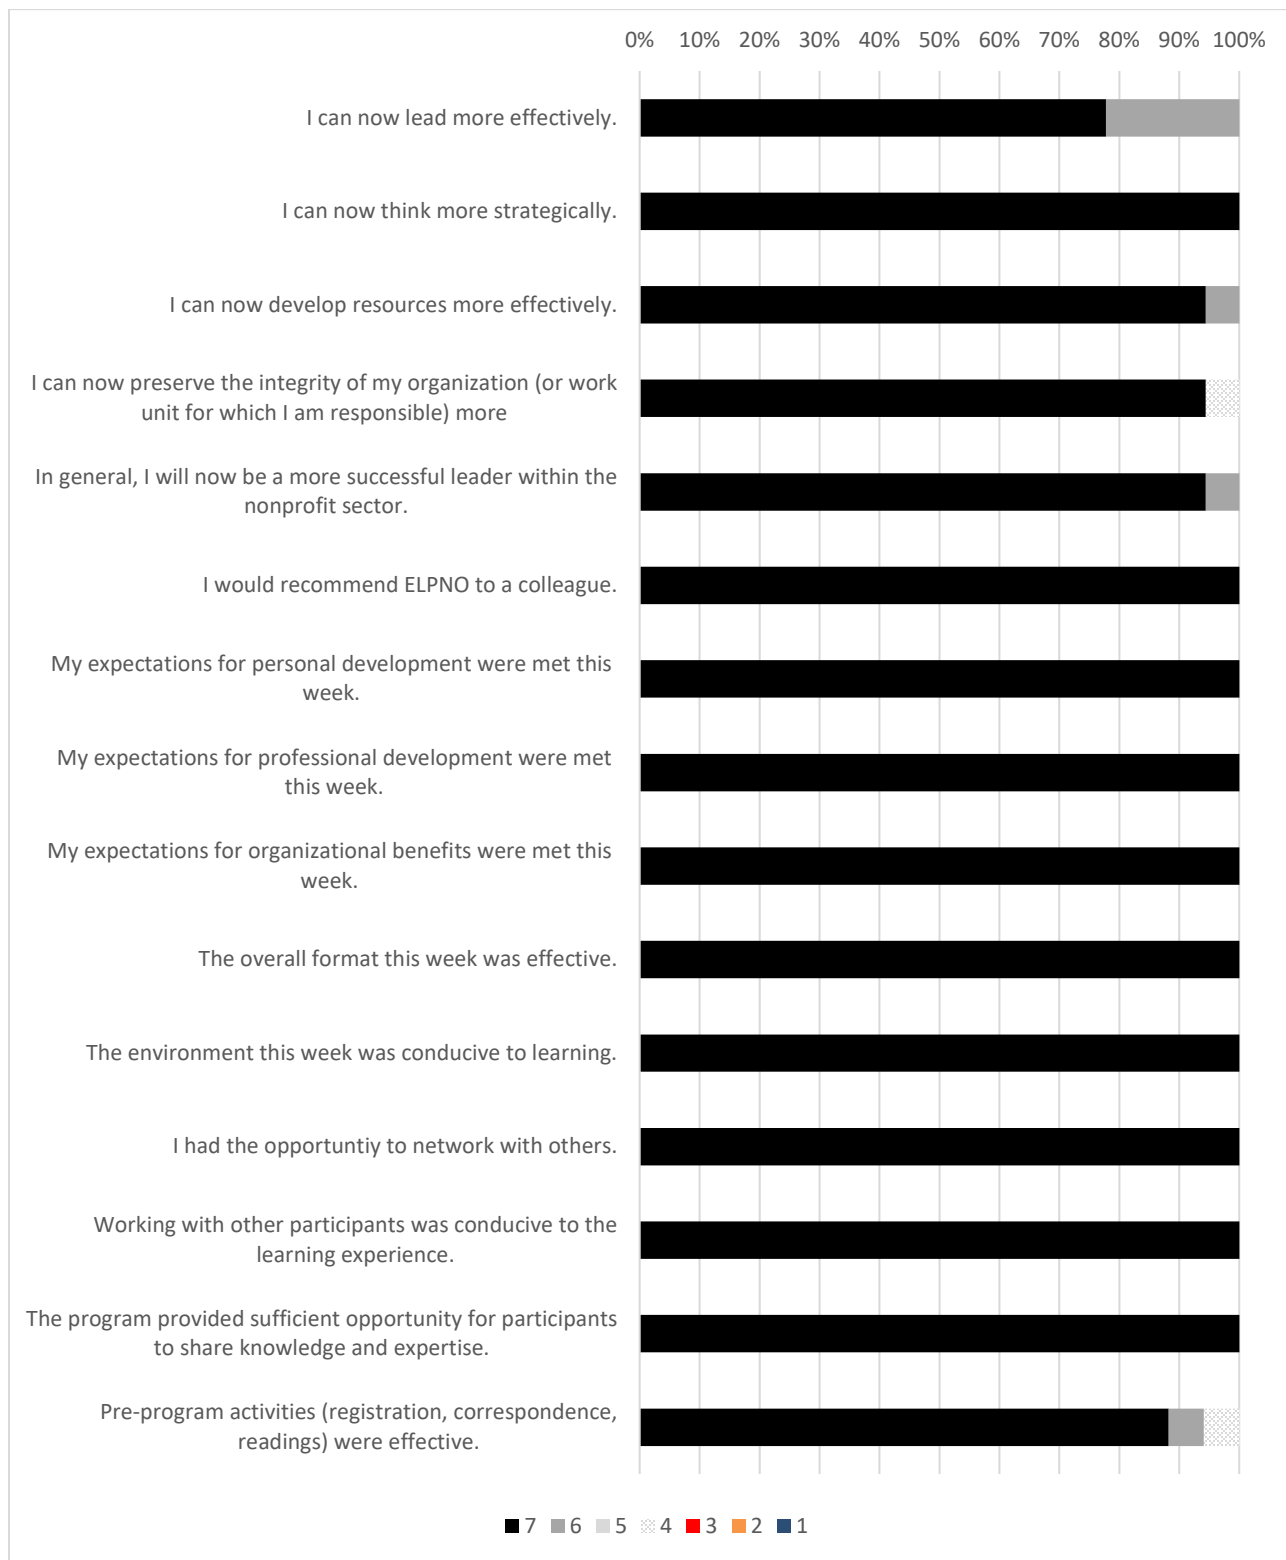 0% 10% 20% 30% 40% 50% 60% 70% 80% 90% 100%
I can now lead more effectively.
I can now think more strategically.
I can now develop resources more effectively.
I can now preserve the integrity of my organization (or work
unit for which I am responsible) more
In general, I will now be a more successful leader within the
nonprofit sector.
I would recommend ELPNO to a colleague.
My expectations for personal development were met this
week.
My expectations for professional development were met
this week.
My expectations for organizational benefits were met this
week.
The overall format this week was effective.
The environment this week was conducive to learning.
I had the opportuntiy to network with others.
Working with other participants was conducive to the
learning experience.
The program provided sufficient opportunity for participants
to share knowledge and expertise.
Pre-program activities (registration, correspondence,
readings) were effective.
7 6 5 4 3 2 1